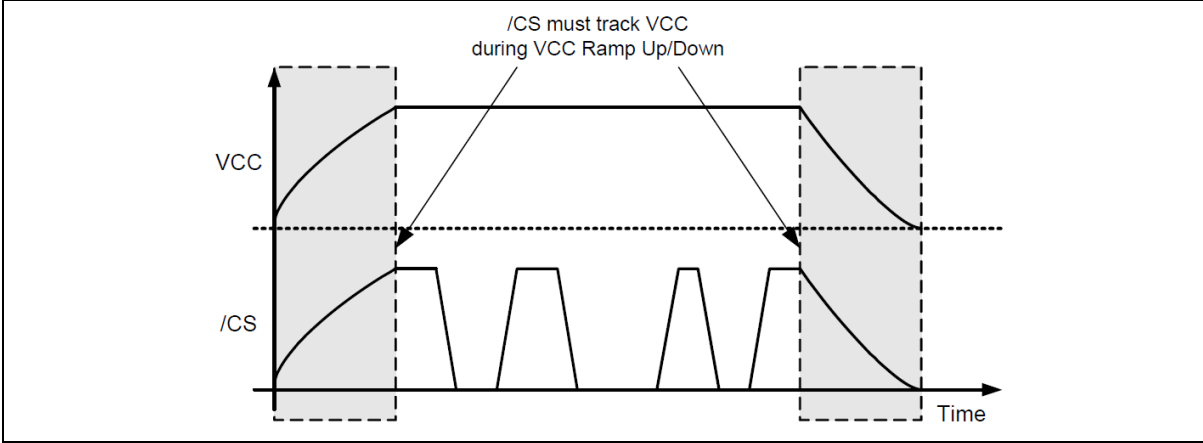 /CS must track VCC
during VCC Ramp Up/Down
VCC
/CS
Time